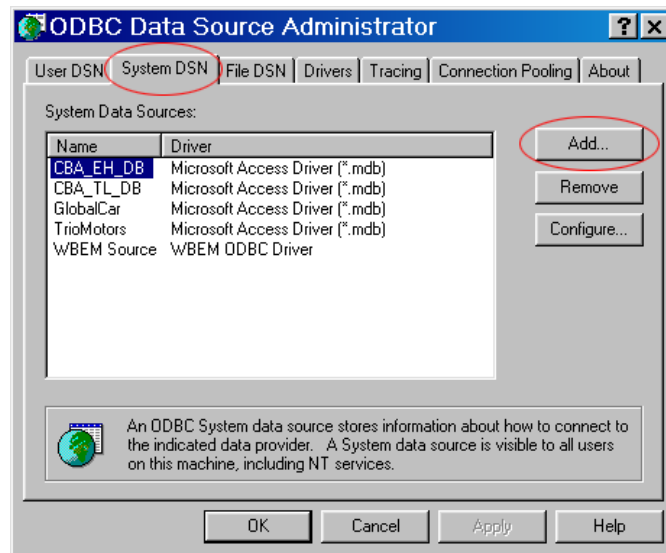 ODBC Data Source Administrator
User DSN System DSN File DSN Drivers Tracing Connection Pooling About
System Data Sources:
Name Driver
CBA_EH_DB Microsoft Access Driver (*.mdb)
CBA_TL_DB Microsoft Access Driver (*.mdb)
GlobalCar Microsoft Access Driver (*.mdb)
TrioMotors Microsoft Access Driver (*.mdb)
WBEM Source WBEM ODBC Driver
Add...
Remove
Configure...
An ODBC System data source stores information about how to connect to
the indicated data provider. A System data source is visible to all users
on this machine, including NT services.
OK Cancel Apply Help